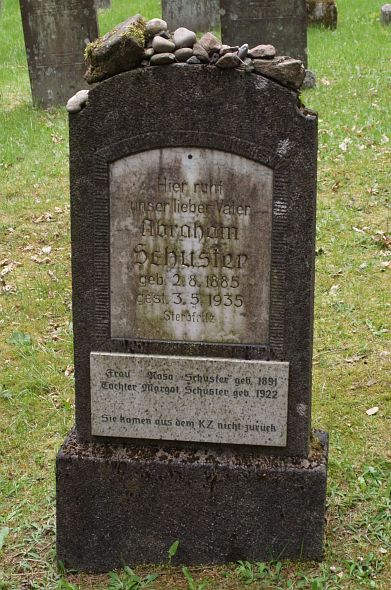 Hier ruht
unser lieber Vater
Abraham
Schuster
geb. 2.8.1885
gest. 3.5.1935
Sterbfritz
Frau Rosa Schuster geb. 1891
Tochter Margot Schuster geb. 1922
Sie kamen aus dem KZ nicht zurück